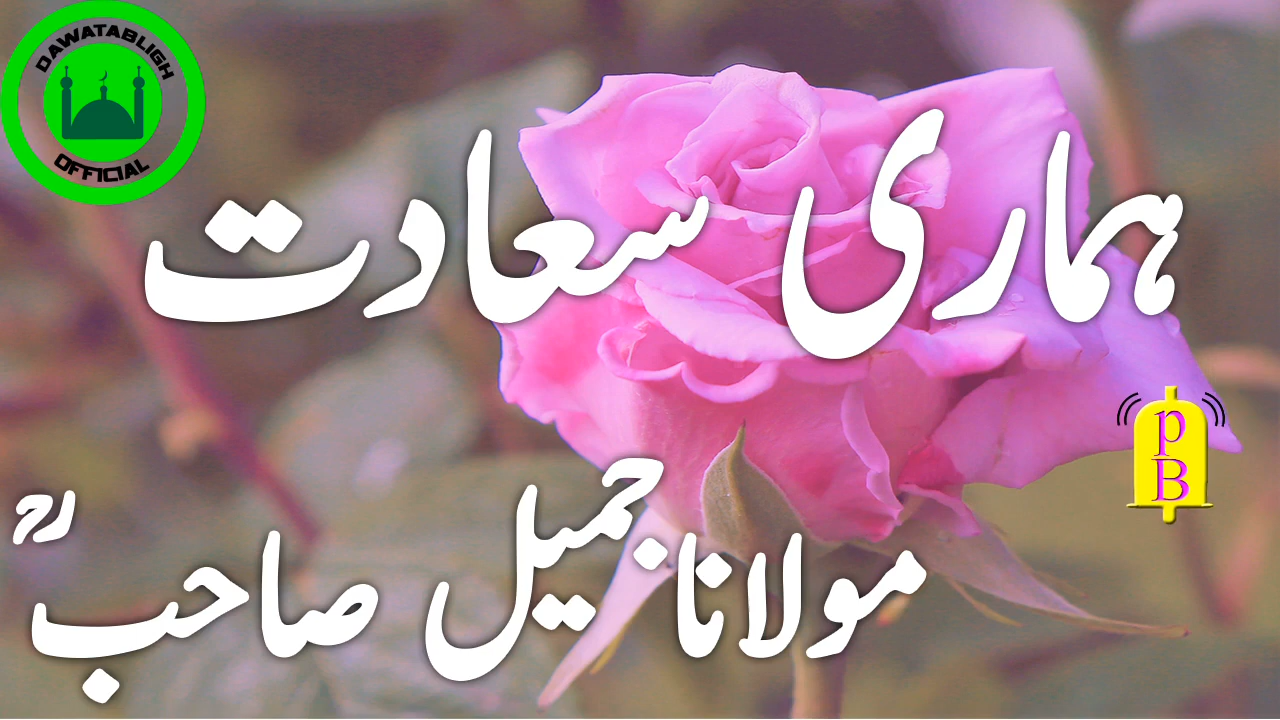 DAWATABLIGH
OFFICIAL
ہماری سعادت
pB
مولانا جمیل صاحبؒ